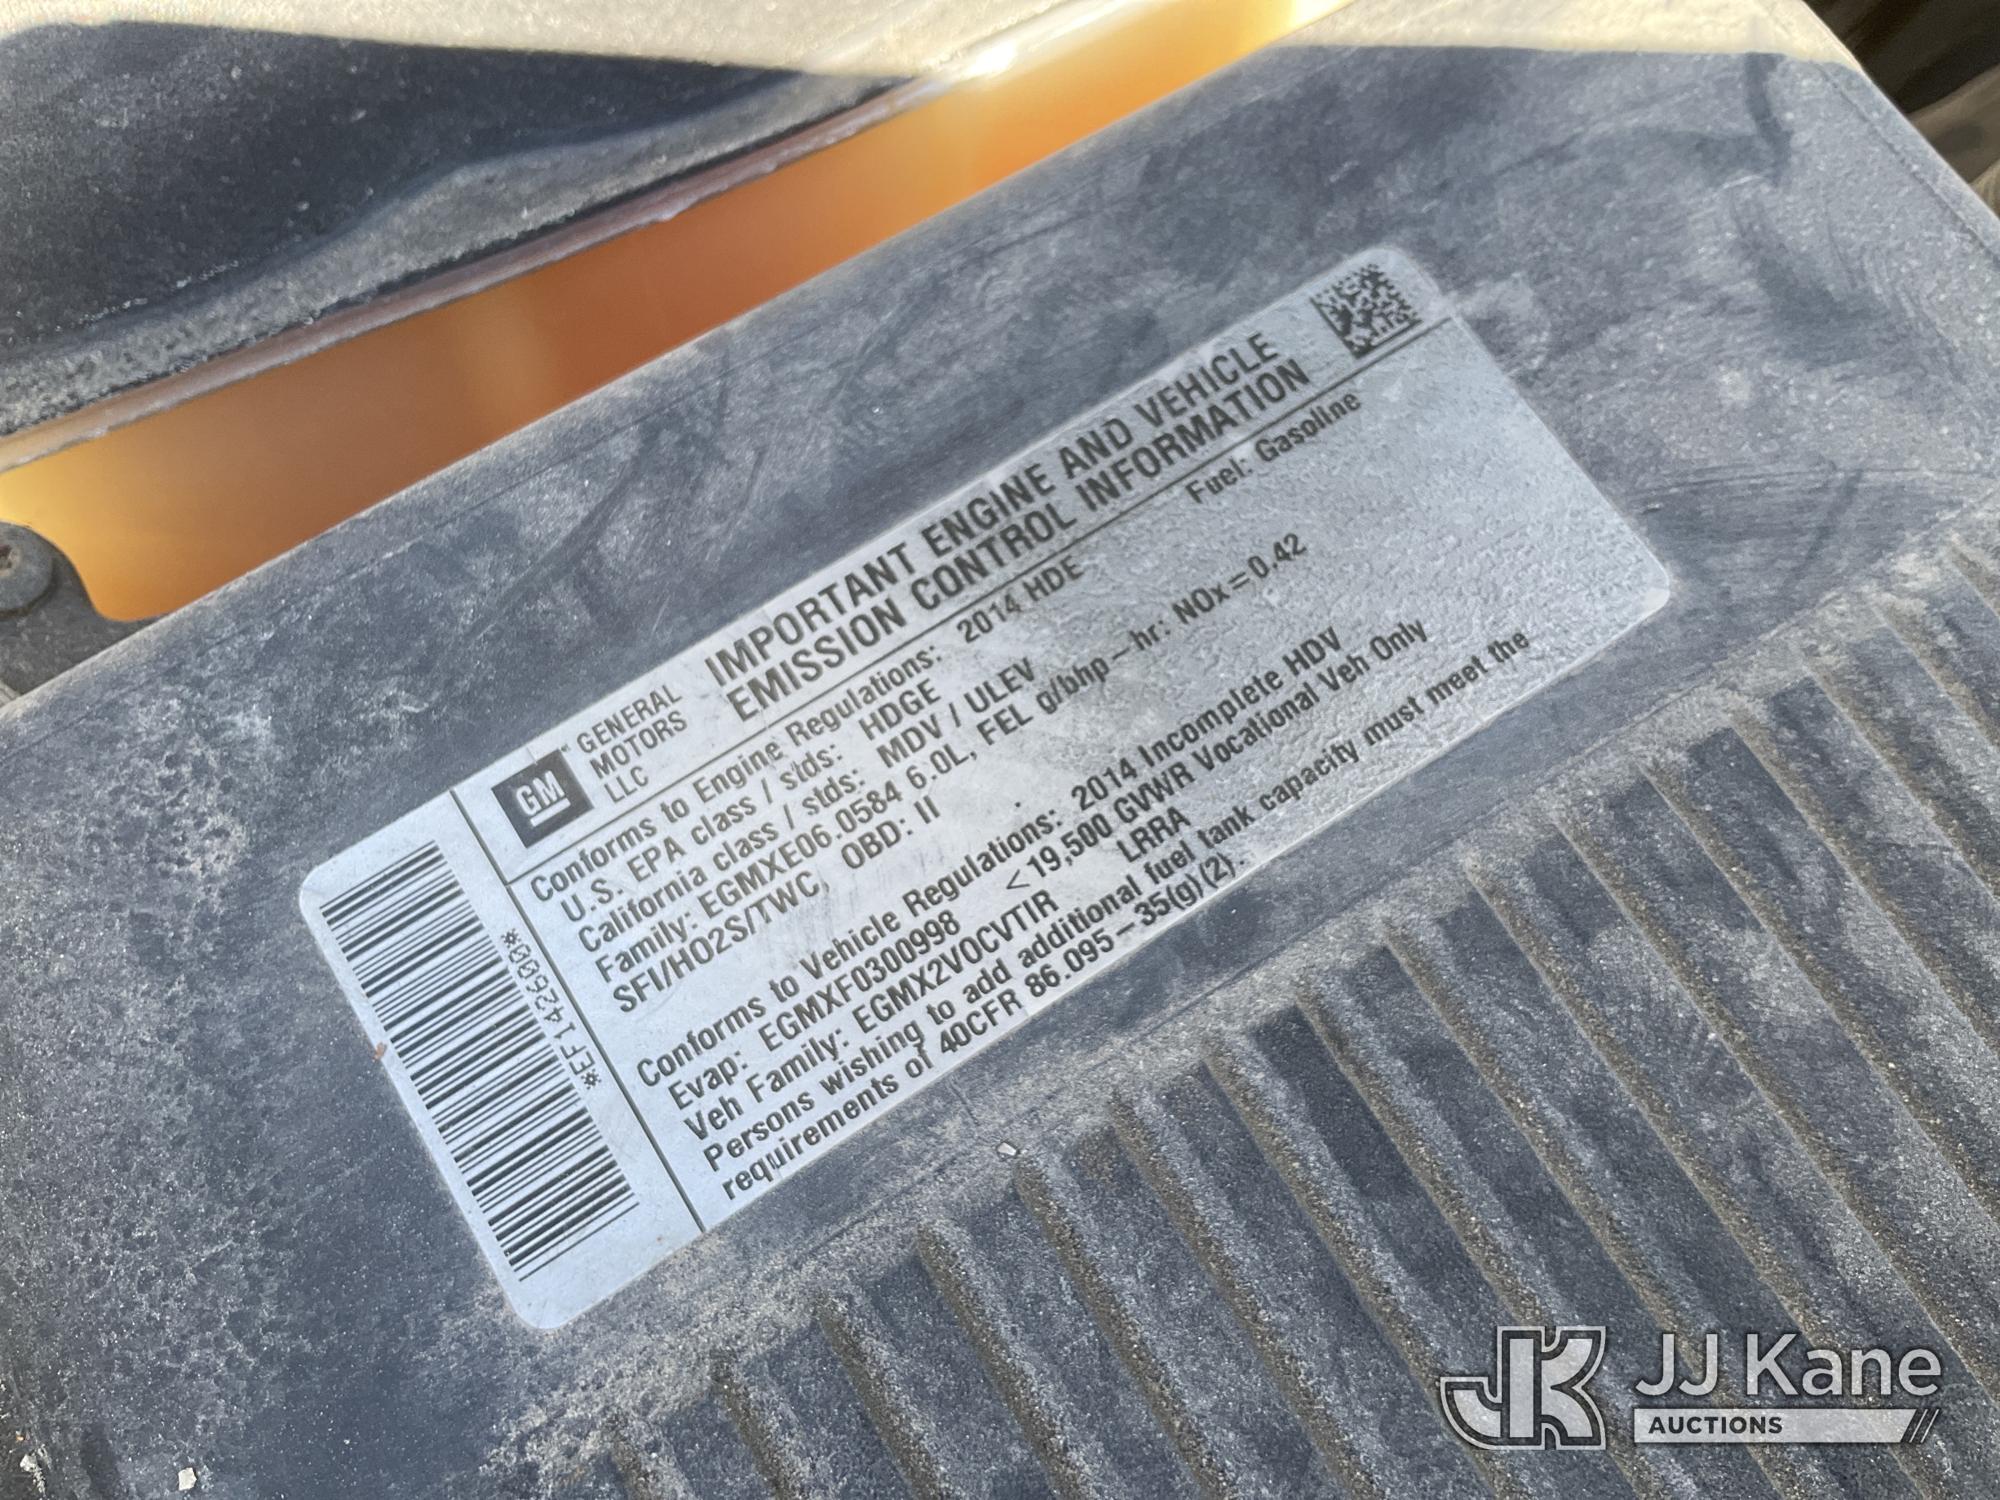 GM
GENERAL
MOTORS
LLC
IMPORTANT ENGINE AND VEHICLE
EMISSION CONTROL INFORMATION
Conforms to Engine Regulations: 2014 HDE Fuel: Gasoline
U.S. EPA class / stds: HDGE
California class / stds: MDV / ULEV
Family: EGMXE06.0584 6.0L, FEL g/bhp-hr: NOx=0.42
SFI/HO2S/TWC, OBD: II
Conforms to Vehicle Regulations: 2014 Incomplete HDV
Evap: EGMXF0300998 <19,500 GVWR Vocational Veh Only
Veh Family: EGMX2VOCVTIR LRRA
Persons wishing to add additional fuel tank capacity must meet the
requirements of 40CFR 86.095-35(g)(2).
*EF142600*
JK JJ Kane
AUCTIONS